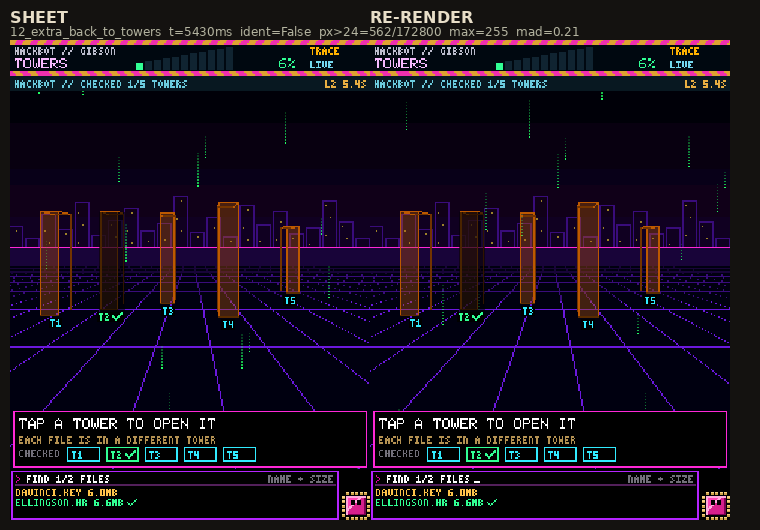 SHEET RE-RENDER
12_extra_back_to_towers t=5430ms ident=False px>24=562/172800 max=255 mad=0.21
HACKBOT // GIBSON TRACE HACKBOT // GIBSON TRACE
TOWERS 6% LIVE TOWERS 6% LIVE
HACKBOT // CHECKED 1/5 TOWERS L2 5.4S HACKBOT // CHECKED 1/5 TOWERS L2 5.4S
T1 T2 ✓ T3 T4 T5 T1 T2 ✓ T3 T4 T5
TAP A TOWER TO OPEN IT TAP A TOWER TO OPEN IT
EACH FILE IS IN A DIFFERENT TOWER EACH FILE IS IN A DIFFERENT TOWER
CHECKED T1 T2 ✓ T3 T4 T5 CHECKED T1 T2 ✓ T3 T4 T5
> FIND 1/2 FILES NAME + SIZE > FIND 1/2 FILES _ NAME + SIZE
DAVINCI.KEY 6.0MB DAVINCI.KEY 6.0MB
ELLINGSON.HR 6.6MB ✓ ELLINGSON.HR 6.6MB ✓